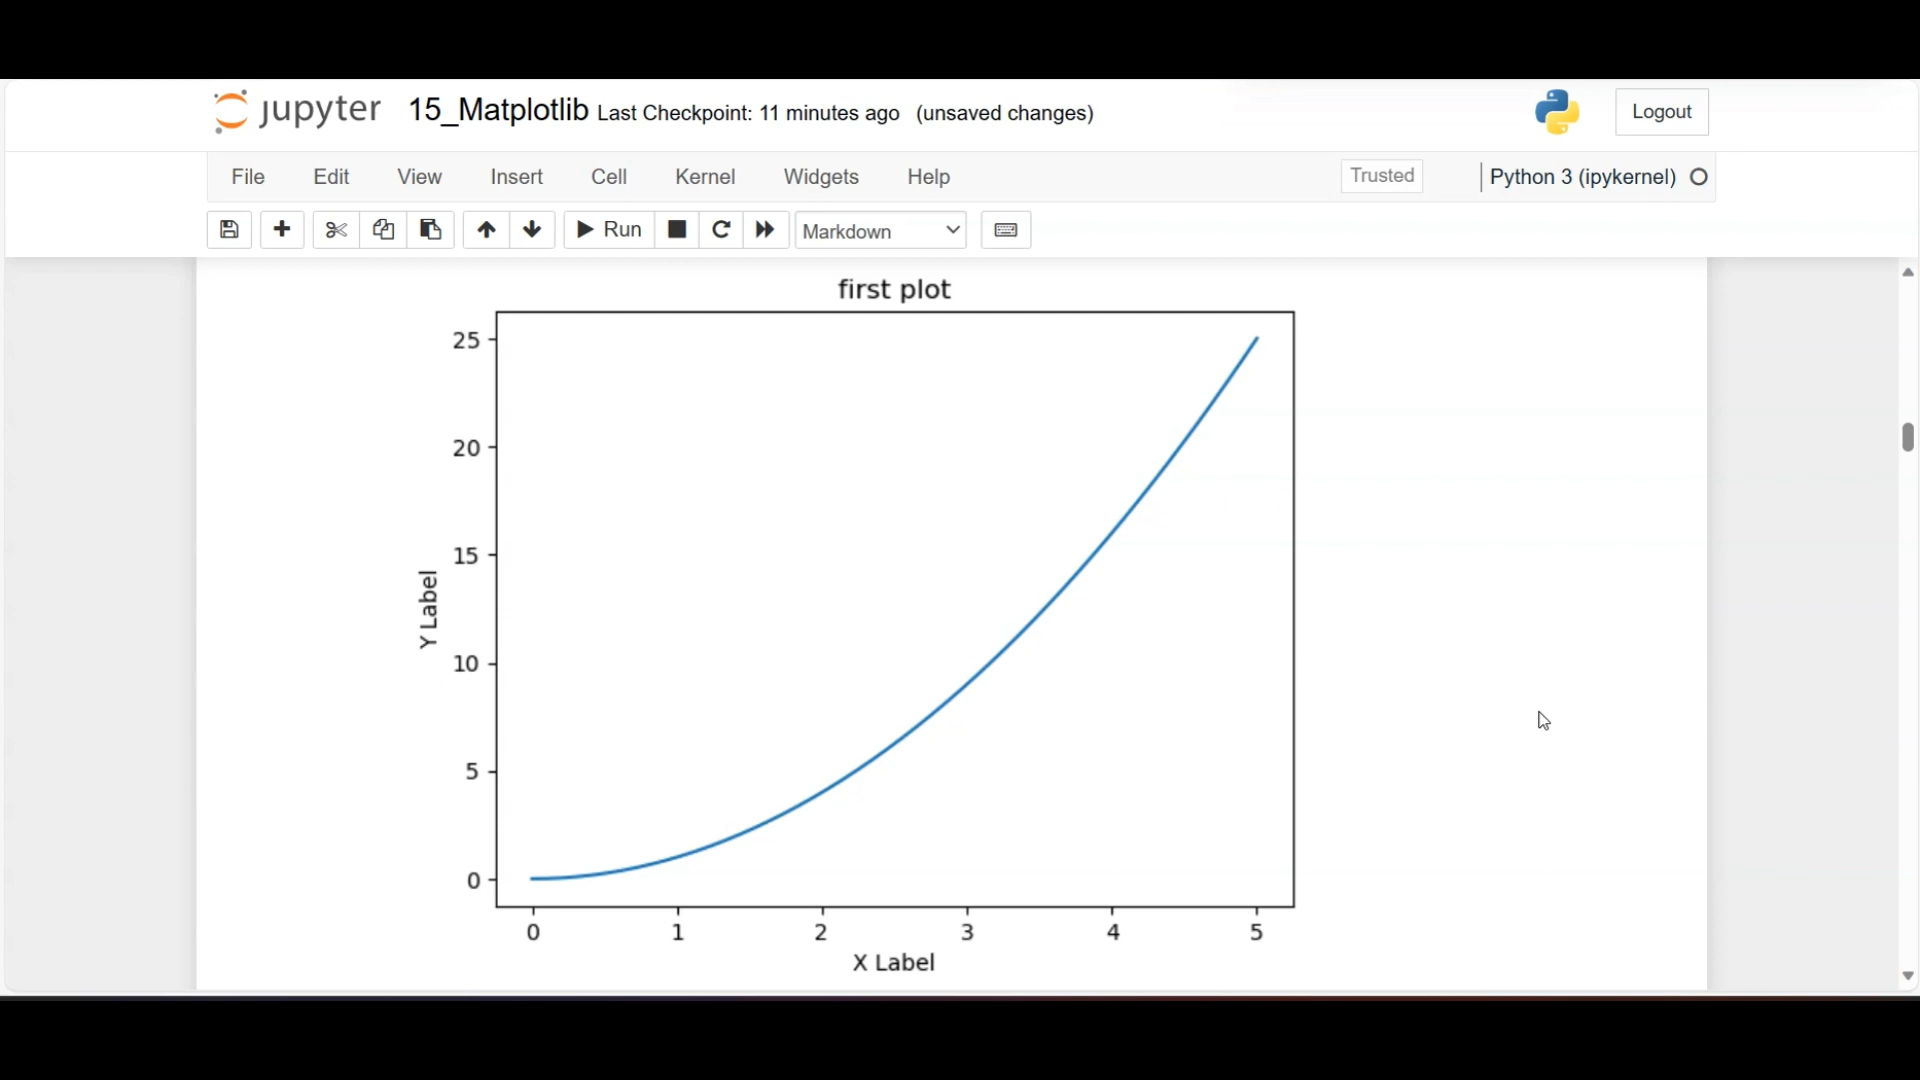 jupyter 15_Matplotlib Last Checkpoint: 11 minutes ago (unsaved changes)
Logout
File Edit View Insert Cell Kernel Widgets Help Trusted Python 3 (ipykernel)
Run Markdown
first plot
25
20
15
10
5
0
Y Label
0 1 2 3 4 5
X Label